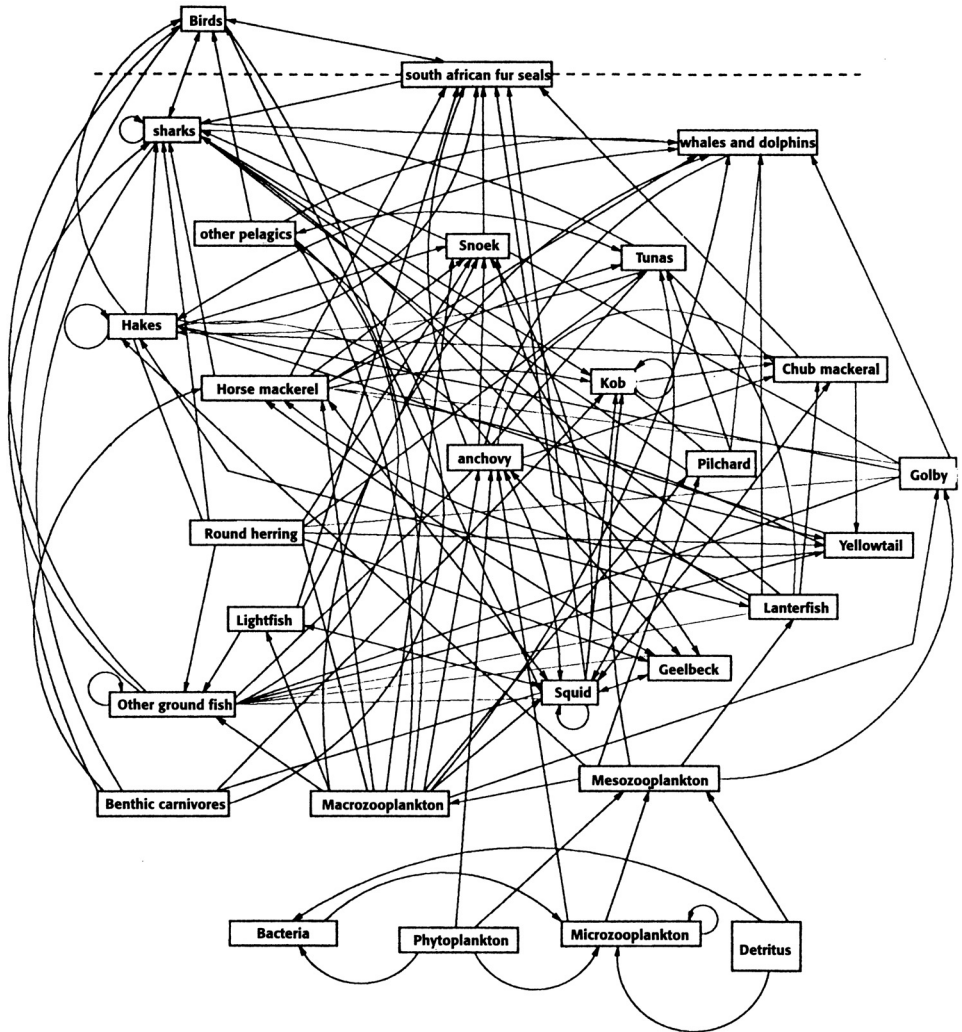 Birds
south african fur seals
sharks
whales and dolphins
other pelagics
Snoek
Tunas
Hakes
Chub mackeral
Horse mackerel
Kob
anchovy
Pilchard
Golby
Round herring
Yellowtail
Lightfish
Lanterfish
Geelbeck
Squid
Other ground fish
Mesozooplankton
Benthic carnivores
Macrozooplankton
Bacteria
Phytoplankton
Microzooplankton
Detritus